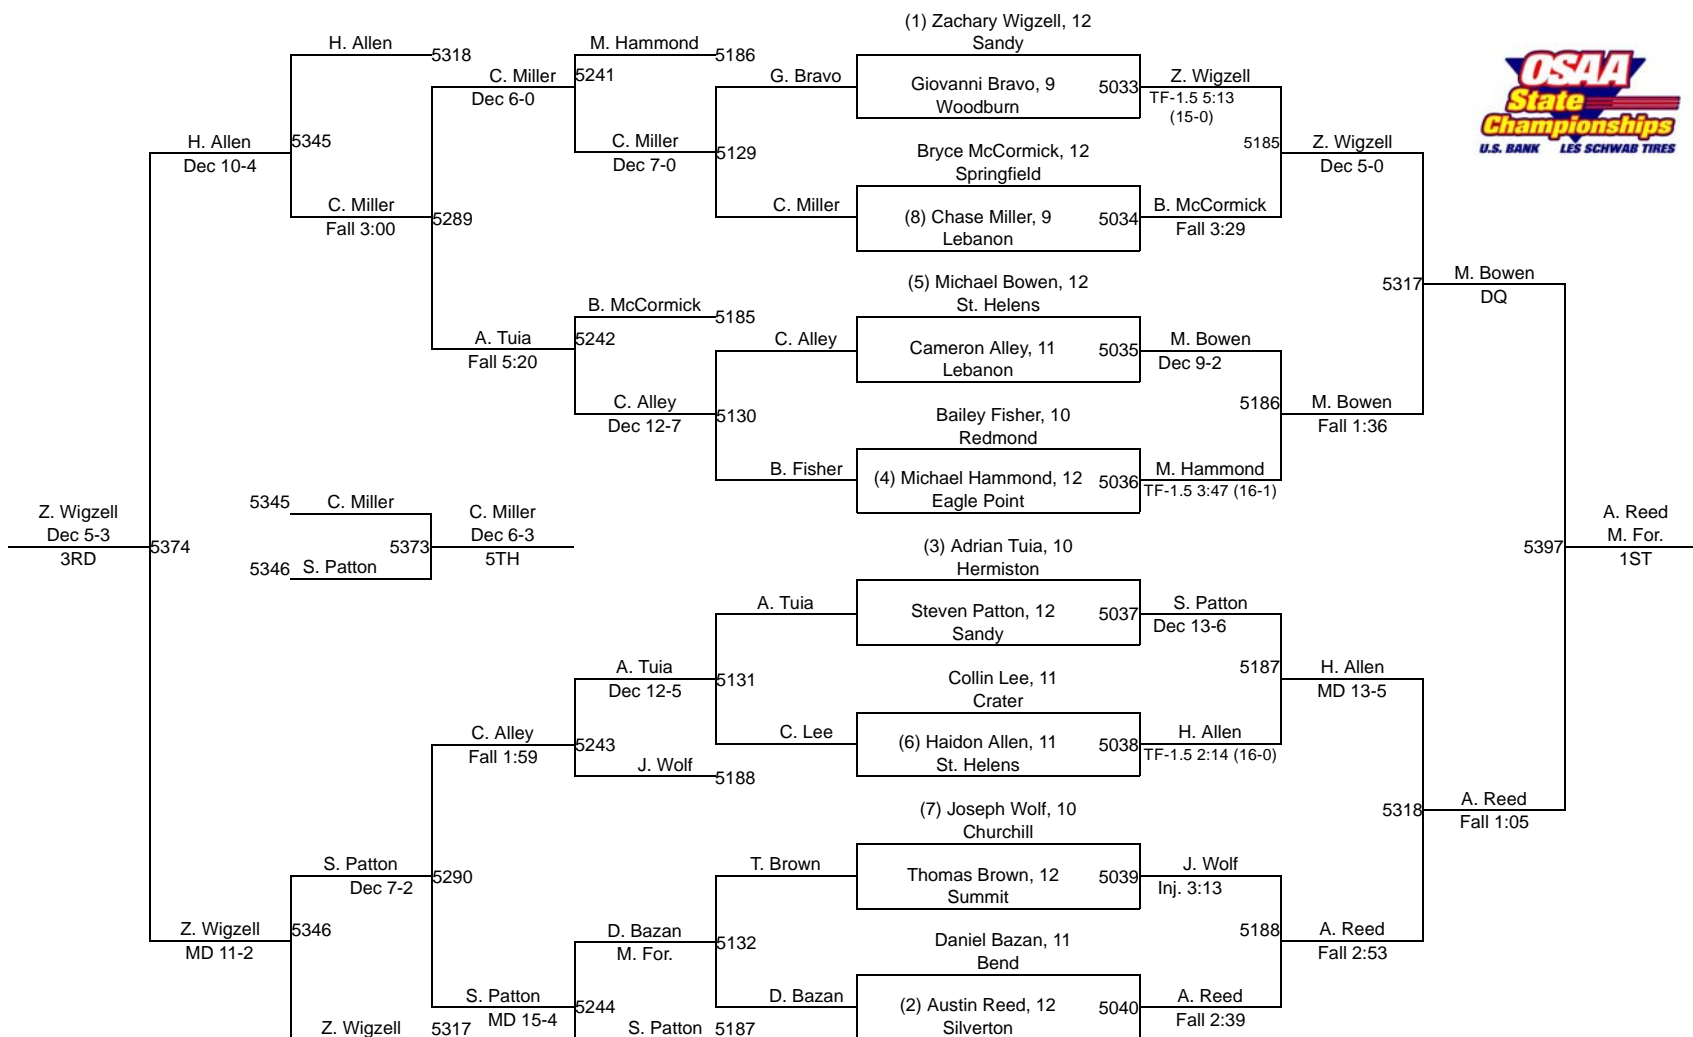 (1) Zachary Wigzell, 12
Sandy
H. Allen
5318
M. Hammond
5186
C. Miller
5241
Dec 6-0
G. Bravo
Giovanni Bravo, 9
Woodburn
5033
Z. Wigzell
TF-1.5 5:13
(15-0)
OSAA
State
Championships
U.S. BANK LES SCHWAB TIRES
H. Allen
5345
Dec 10-4
C. Miller
Dec 7-0
5129
Bryce McCormick, 12
Springfield
5185
Z. Wigzell
Dec 5-0
C. Miller
Fall 3:00
5289
C. Miller
(8) Chase Miller, 9
Lebanon
5034
B. McCormick
Fall 3:29
(5) Michael Bowen, 12
St. Helens
5317
M. Bowen
DQ
B. McCormick
5185
A. Tuia
5242
Fall 5:20
C. Alley
Cameron Alley, 11
Lebanon
5035
M. Bowen
Dec 9-2
C. Alley
Dec 12-7
5130
Bailey Fisher, 10
Redmond
5186
M. Bowen
Fall 1:36
B. Fisher
(4) Michael Hammond, 12
Eagle Point
5036
M. Hammond
TF-1.5 3:47 (16-1)
Z. Wigzell
Dec 5-3
3RD
5374
5345
C. Miller
5346
S. Patton
5373
C. Miller
Dec 6-3
5TH
(3) Adrian Tuia, 10
Hermiston
5397
A. Reed
M. For.
1ST
A. Tuia
Steven Patton, 12
Sandy
5037
S. Patton
Dec 13-6
A. Tuia
Dec 12-5
5131
Collin Lee, 11
Crater
5187
H. Allen
MD 13-5
C. Alley
Fall 1:59
5243
C. Lee
(6) Haidon Allen, 11
St. Helens
5038
H. Allen
TF-1.5 2:14 (16-0)
J. Wolf
5188
(7) Joseph Wolf, 10
Churchill
5318
A. Reed
Fall 1:05
S. Patton
Dec 7-2
5290
T. Brown
Thomas Brown, 12
Summit
5039
J. Wolf
Inj. 3:13
Z. Wigzell
MD 11-2
5346
D. Bazan
M. For.
5132
Daniel Bazan, 11
Bend
5188
A. Reed
Fall 2:53
S. Patton
MD 15-4
5244
D. Bazan
(2) Austin Reed, 12
Silverton
5040
A. Reed
Fall 2:39
Z. Wigzell
5317
S. Patton
5187